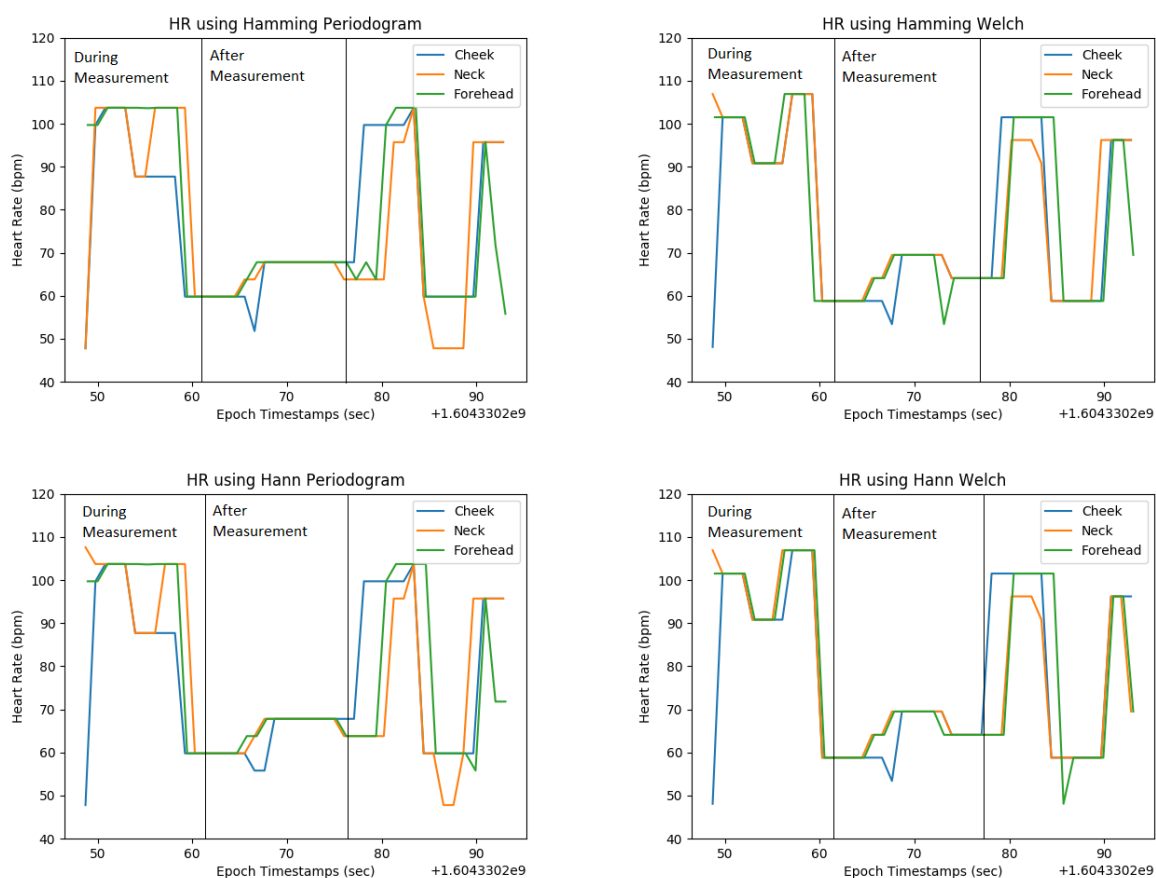 HR using Hamming Periodogram
120
110
100
90
80
70
60
50
40
Heart Rate (bpm)
During
Measurement
After
Measurement
Cheek
Neck
Forehead
50
60
70
80
90
Epoch Timestamps (sec)
+1.6043302e9
HR using Hamming Welch
120
110
100
90
80
70
60
50
40
Heart Rate (bpm)
During
Measurement
After
Measurement
Cheek
Neck
Forehead
50
60
70
80
90
Epoch Timestamps (sec)
+1.6043302e9
HR using Hann Periodogram
120
110
100
90
80
70
60
50
40
Heart Rate (bpm)
During
Measurement
After
Measurement
Cheek
Neck
Forehead
50
60
70
80
90
Epoch Timestamps (sec)
+1.6043302e9
HR using Hann Welch
120
110
100
90
80
70
60
50
40
Heart Rate (bpm)
During
Measurement
After
Measurement
Cheek
Neck
Forehead
50
60
70
80
90
Epoch Timestamps (sec)
+1.6043302e9